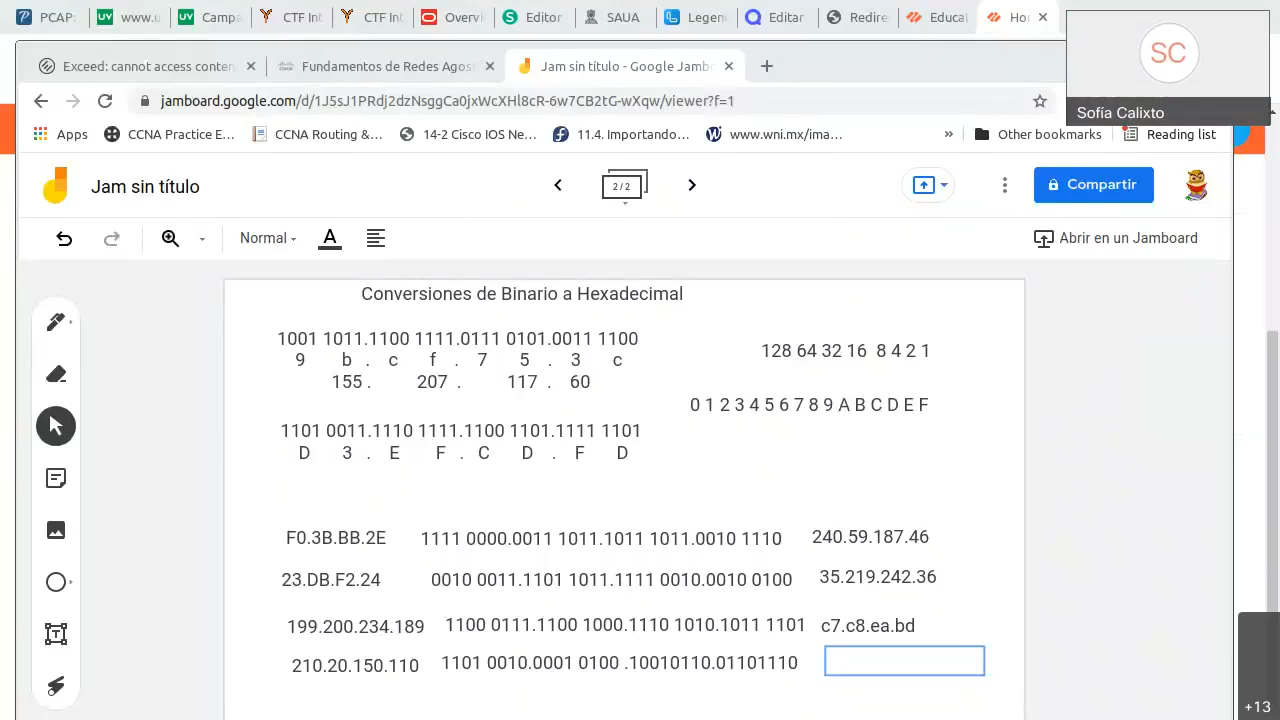 PCAP: www.u Campa CTF Int CTF Int Overvi Editor SAUA Legen Editar Redire Educal Hor
Exceed: cannot access conten Fundamentos de Redes Ago Jam sin título - Google Jambo
jamboard.google.com/d/1J5sJ1PRdj2dzNsggCa0jxWcXHl8cR-6w7CB2tG-wXqw/viewer?f=1
SC
Sofía Calixto
Apps CCNA Practice E... CCNA Routing &... 14-2 Cisco IOS Ne... 11.4. Importando... www.wni.mx/ima... » Other bookmarks Reading list
Jam sin título 2/2 Compartir
Normal A Abrir en un Jamboard
Conversiones de Binario a Hexadecimal
1001 1011.1100 1111.0111 0101.0011 1100
9 b . c f . 7 5 . 3 c
155 . 207 . 117 . 60
128 64 32 16 8 4 2 1
0 1 2 3 4 5 6 7 8 9 A B C D E F
1101 0011.1110 1111.1100 1101.1111 1101
D 3 . E F . C D . F D
F0.3B.BB.2E 1111 0000.0011 1011.1011 1011.0010 1110 240.59.187.46
23.DB.F2.24 0010 0011.1101 1011.1111 0010.0010 0100 35.219.242.36
199.200.234.189 1100 0111.1100 1000.1110 1010.1011 1101 c7.c8.ea.bd
210.20.150.110 1101 0010.0001 0100 .10010110.01101110
+13